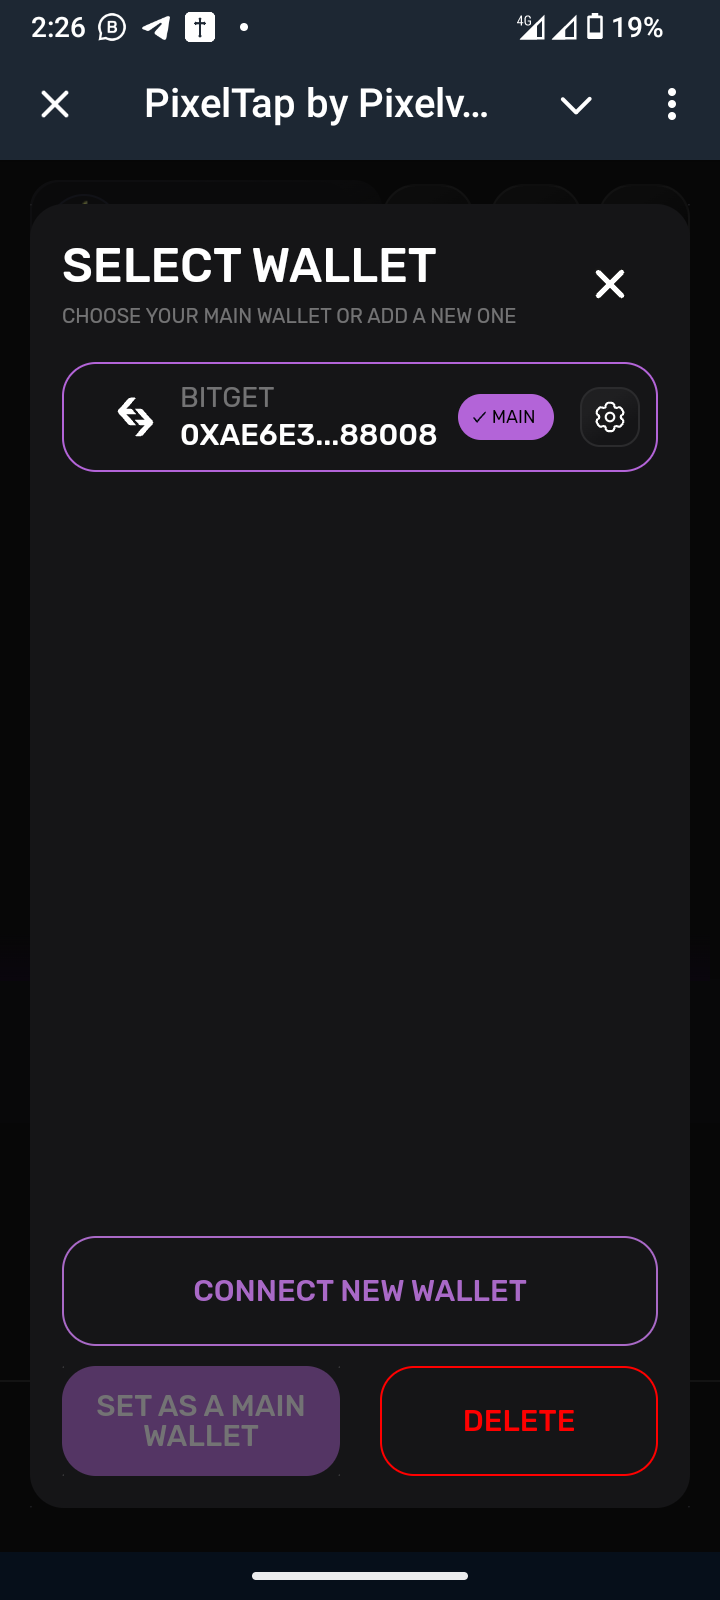 2:26
4G
19%
PixelTap by Pixelv...
SELECT WALLET
CHOOSE YOUR MAIN WALLET OR ADD A NEW ONE
BITGET
0XAE6E3...88008
MAIN
CONNECT NEW WALLET
SET AS A MAIN
WALLET
DELETE